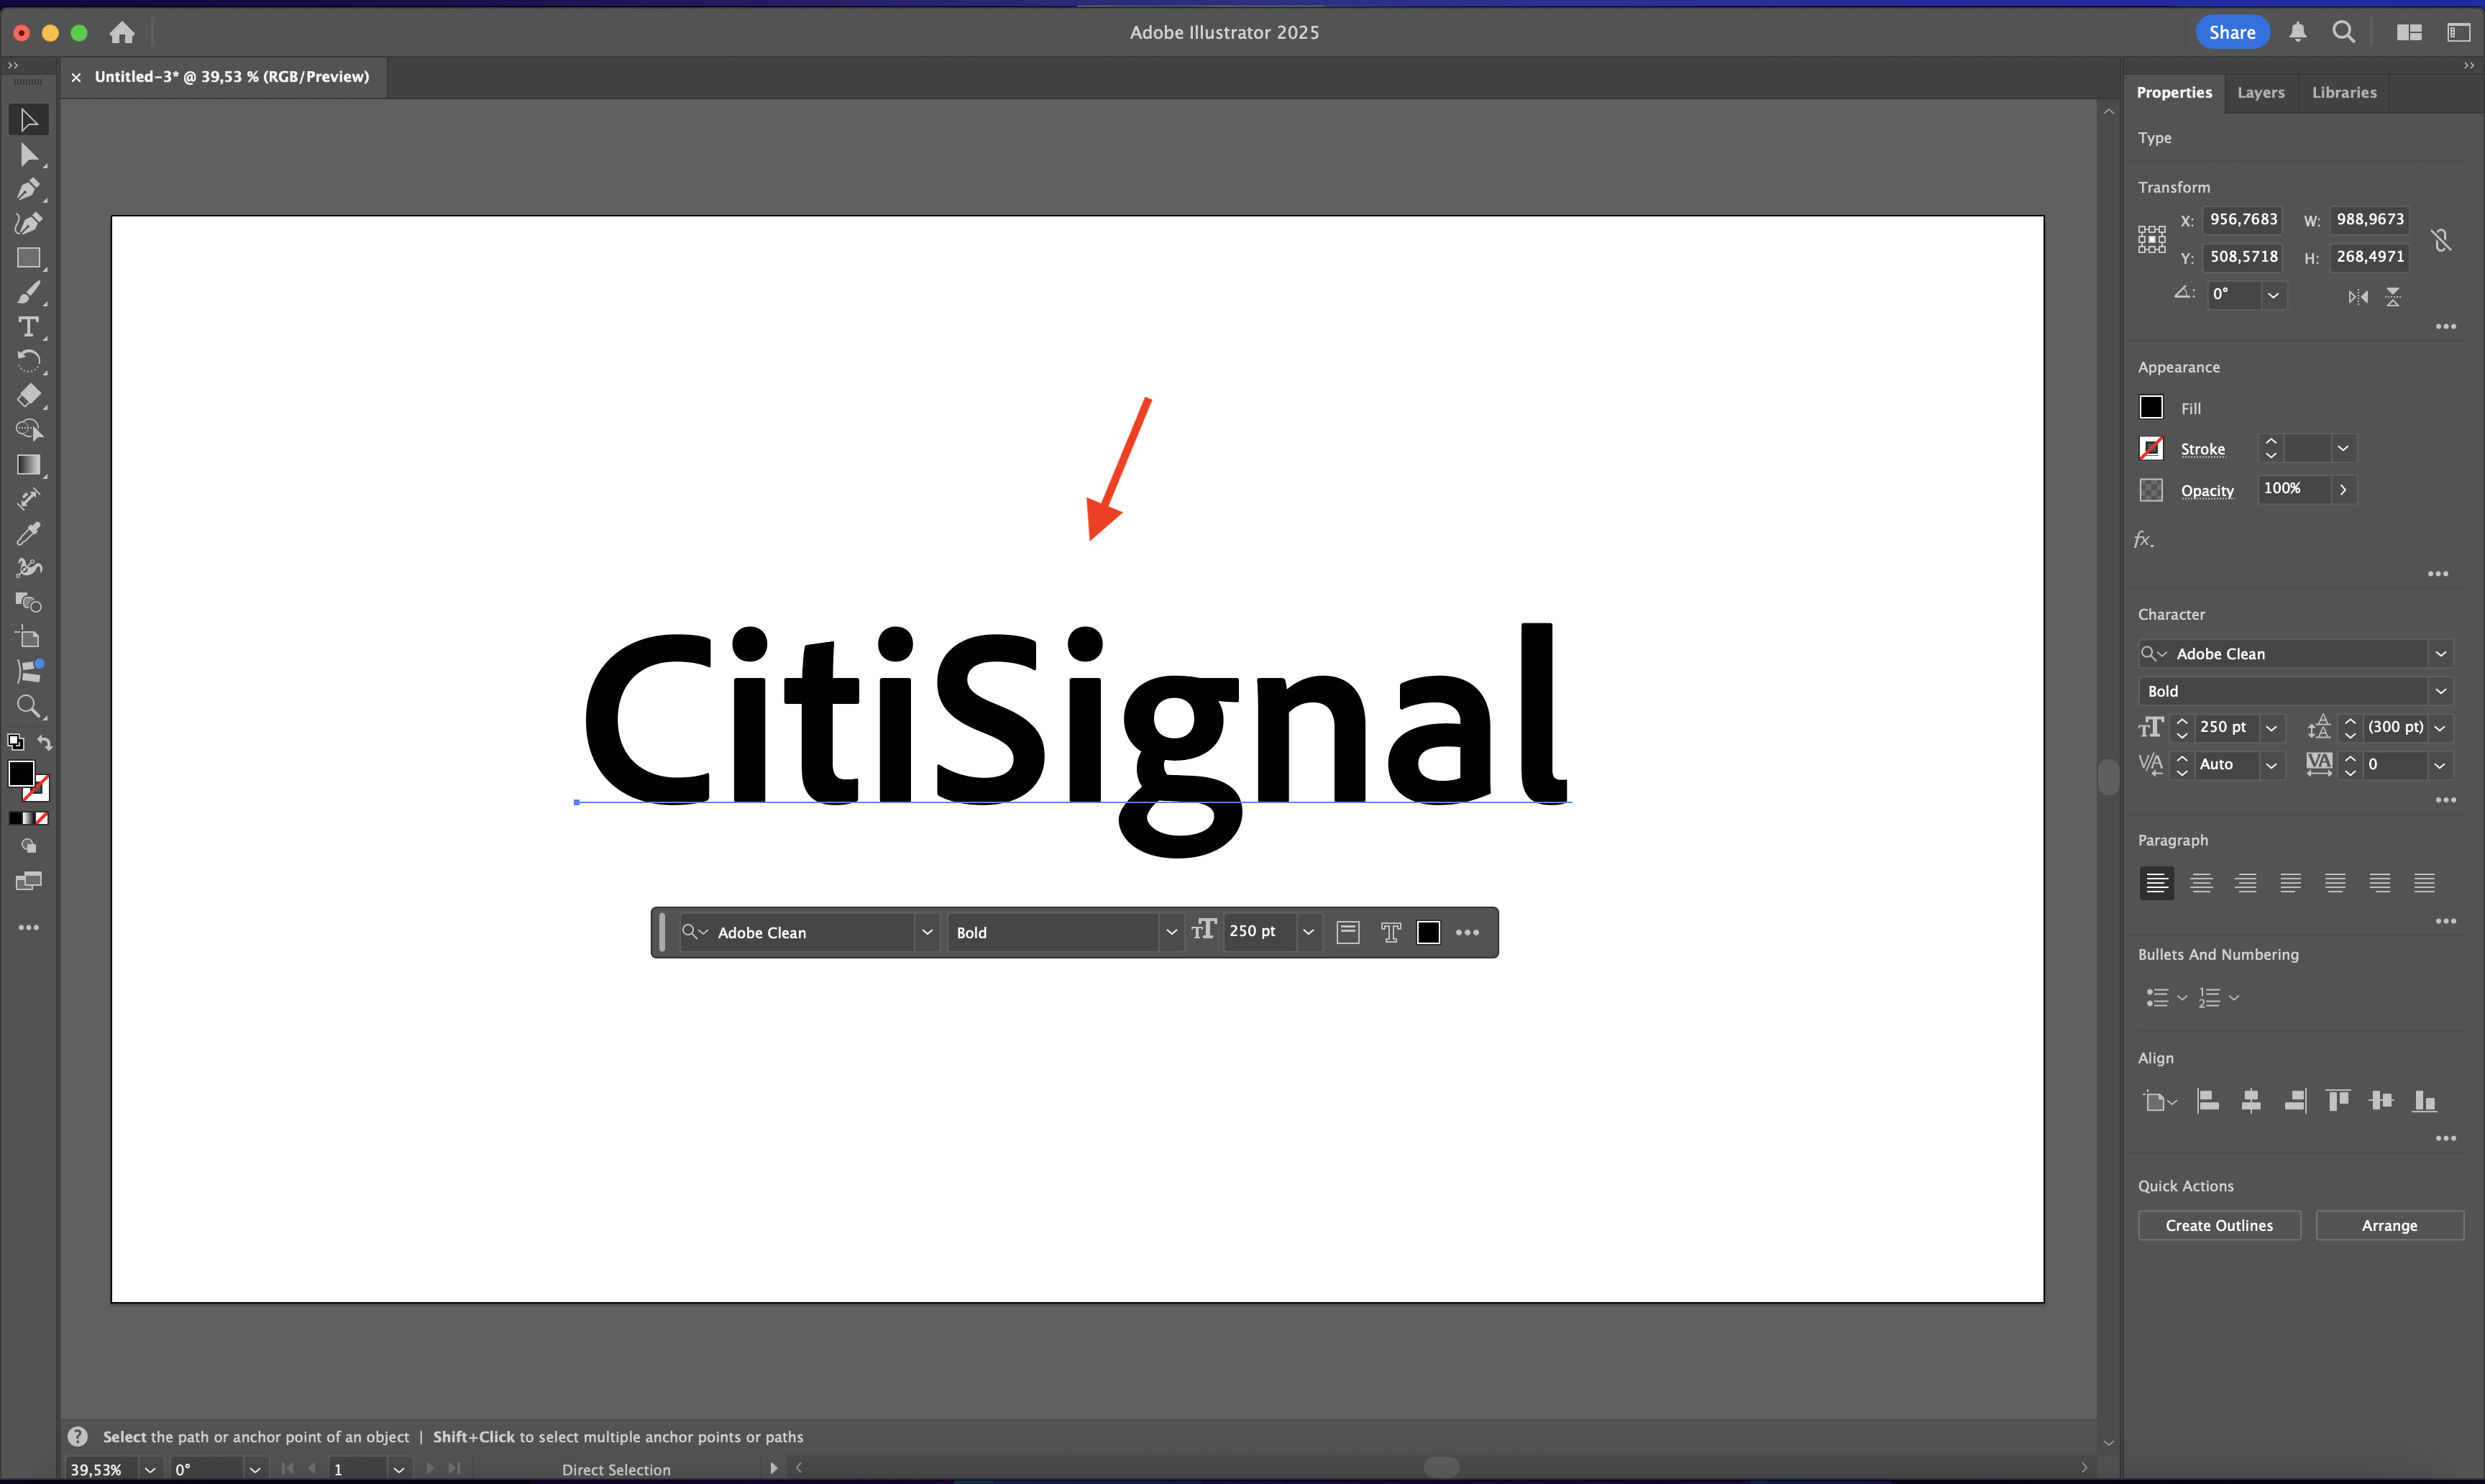 Adobe Illustrator 2025
Share
Untitled-3* @ 39,53 % (RGB/Preview)
Properties Layers Libraries
Type
Transform
X: 956,7683 W: 988,9673
Y: 508,5718 H: 268,4971
0°
Appearance
Fill
Stroke
Opacity 100%
fx.
Character
Adobe Clean
Bold
250 pt (300 pt)
Auto 0
Paragraph
Bullets And Numbering
Align
Quick Actions
Create Outlines Arrange
CitiSignal
Adobe Clean Bold 250 pt
Select the path or anchor point of an object | Shift+Click to select multiple anchor points or paths
39,53% 0° 1 Direct Selection